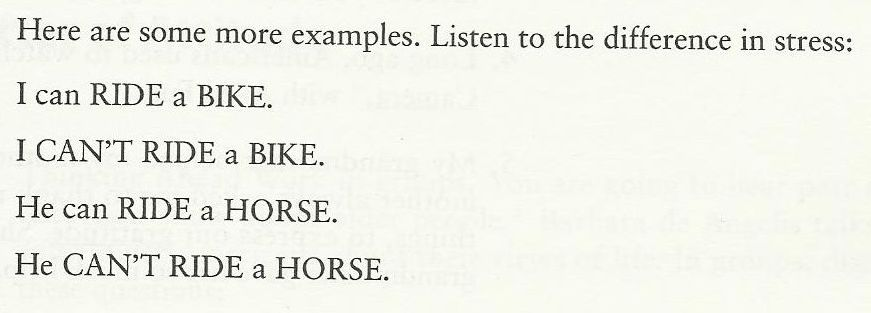 Here are some more examples. Listen to the difference in stress:
I can RIDE a BIKE.
I CAN'T RIDE a BIKE.
He can RIDE a HORSE.
He CAN'T RIDE a HORSE.